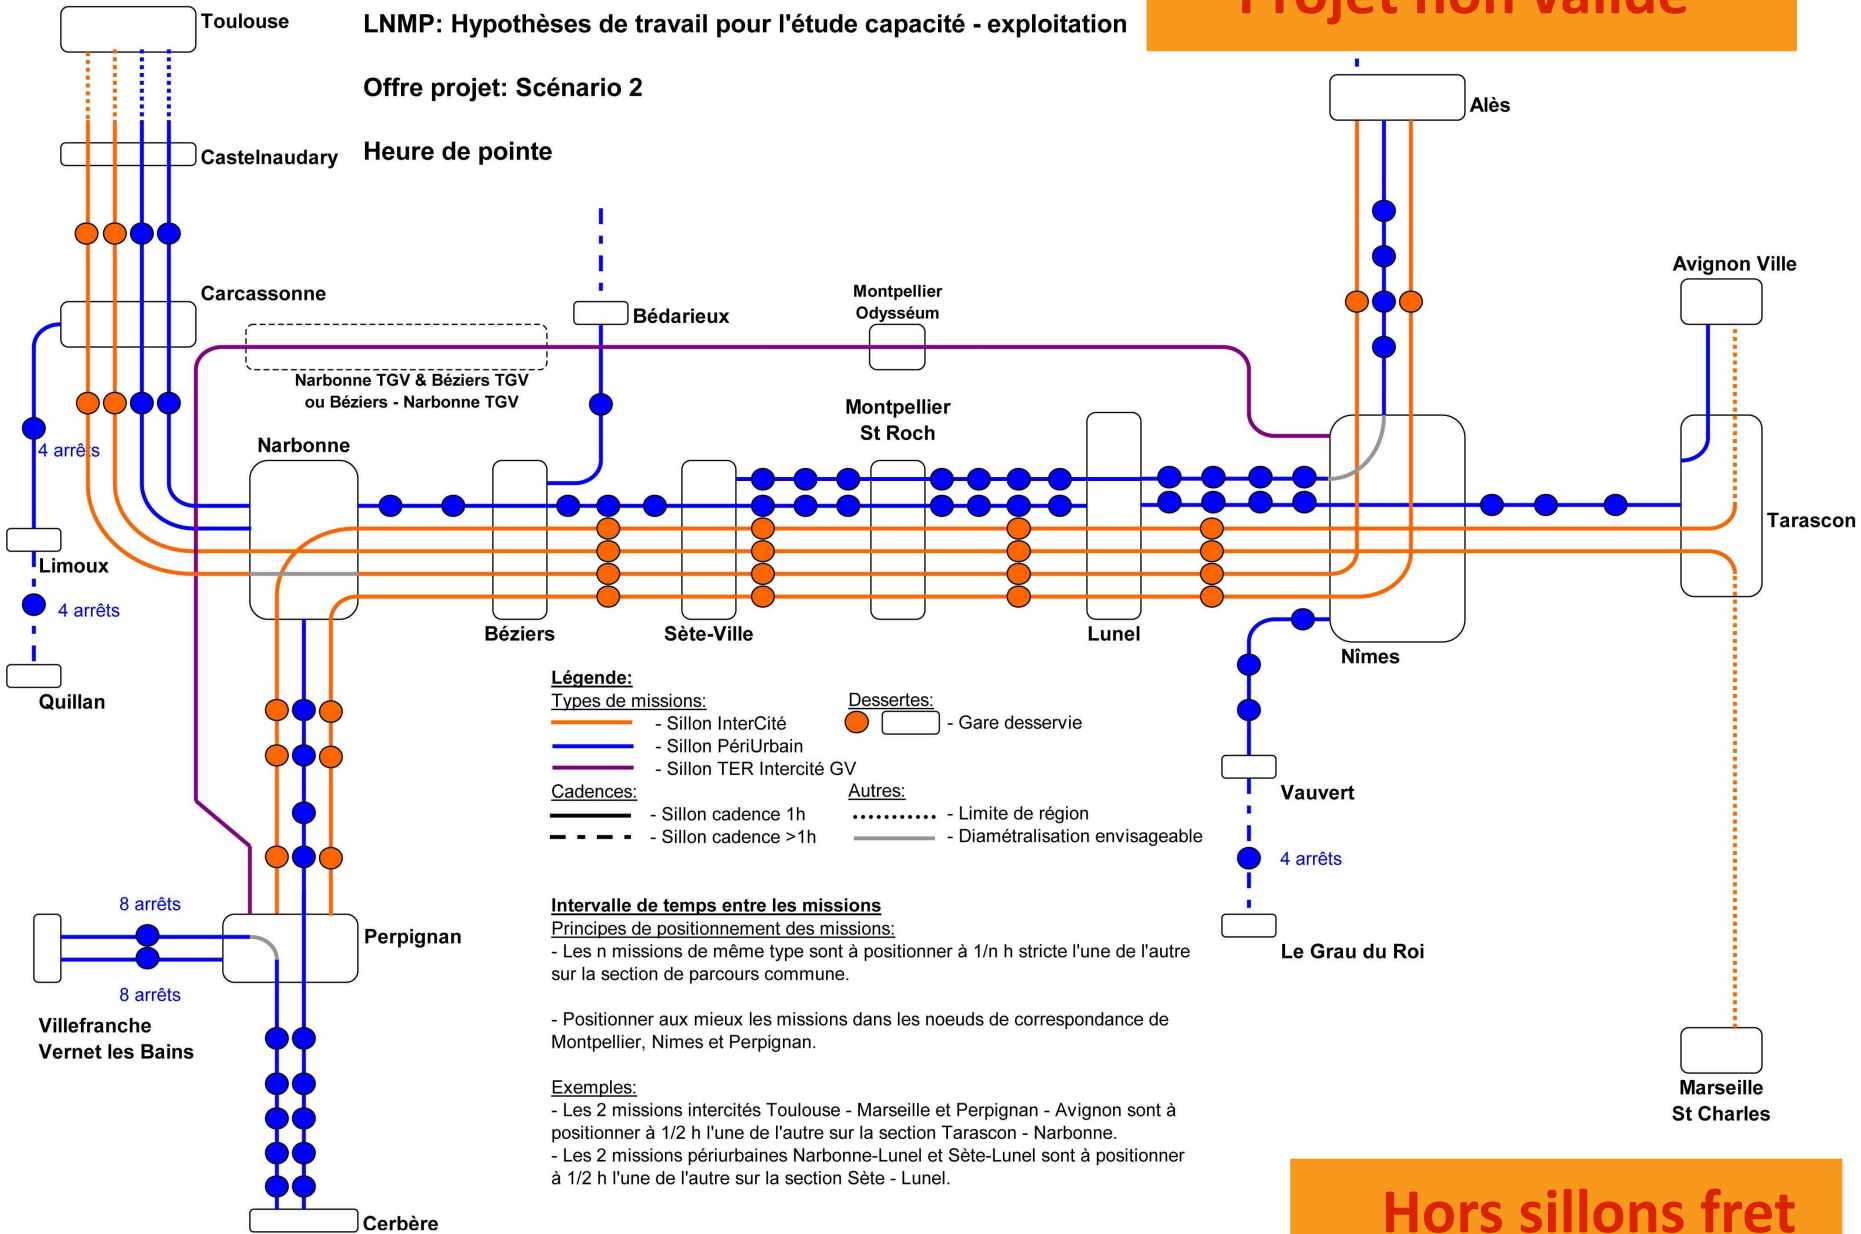 Projet non validé
Toulouse
LNMP: Hypothèses de travail pour l'étude capacité - exploitation
Offre projet: Scénario 2
Alès
Castelnaudary
Heure de pointe
Avignon Ville
Carcassonne
Montpellier
Odysséum
Bédarieux
Narbonne TGV & Béziers TGV
ou Béziers - Narbonne TGV
Montpellier
St Roch
4 arrêts
Narbonne
Tarascon
Limoux
4 arrêts
Béziers
Sète-Ville
Lunel
Nîmes
Quillan
Légende:
Types de missions:
- Sillon InterCité
- Sillon PériUrbain
- Sillon TER Intercité GV
Dessertes:
- Gare desservie
Cadences:
- Sillon cadence 1h
- Sillon cadence >1h
Autres:
- Limite de région
- Diamétralisation envisageable
Vauvert
4 arrêts
Le Grau du Roi
8 arrêts
Perpignan
8 arrêts
Villefranche
Vernet les Bains
Intervalle de temps entre les missions
Principes de positionnement des missions:
- Les n missions de même type sont à positionner à 1/n h stricte l'une de l'autre
sur la section de parcours commune.
- Positionner aux mieux les missions dans les noeuds de correspondance de
Montpellier, Nimes et Perpignan.
Exemples:
- Les 2 missions intercités Toulouse - Marseille et Perpignan - Avignon sont à
positionner à 1/2 h l'une de l'autre sur la section Tarascon - Narbonne.
- Les 2 missions périurbaines Narbonne-Lunel et Sète-Lunel sont à positionner
à 1/2 h l'une de l'autre sur la section Sète - Lunel.
Marseille
St Charles
Cerbère
Hors sillons fret